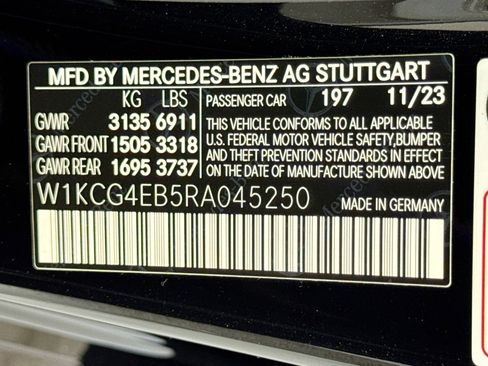 MFD BY MERCEDES-BENZ AG STUTTGART
KG LBS PASSENGER CAR 197 11/23
GVWR 3135 6911
GAWR FRONT 1505 3318
GAWR REAR 1695 3737
THIS VEHICLE CONFORMS TO ALL APPLICABLE
U.S. FEDERAL MOTOR VEHICLE SAFETY,BUMPER
AND THEFT PREVENTION STANDARDS IN EFFECT
ON THE DATE OF MANUFACTURE SHOWN ABOVE.
W1KCG4EB5RA045250 MADE IN GERMANY